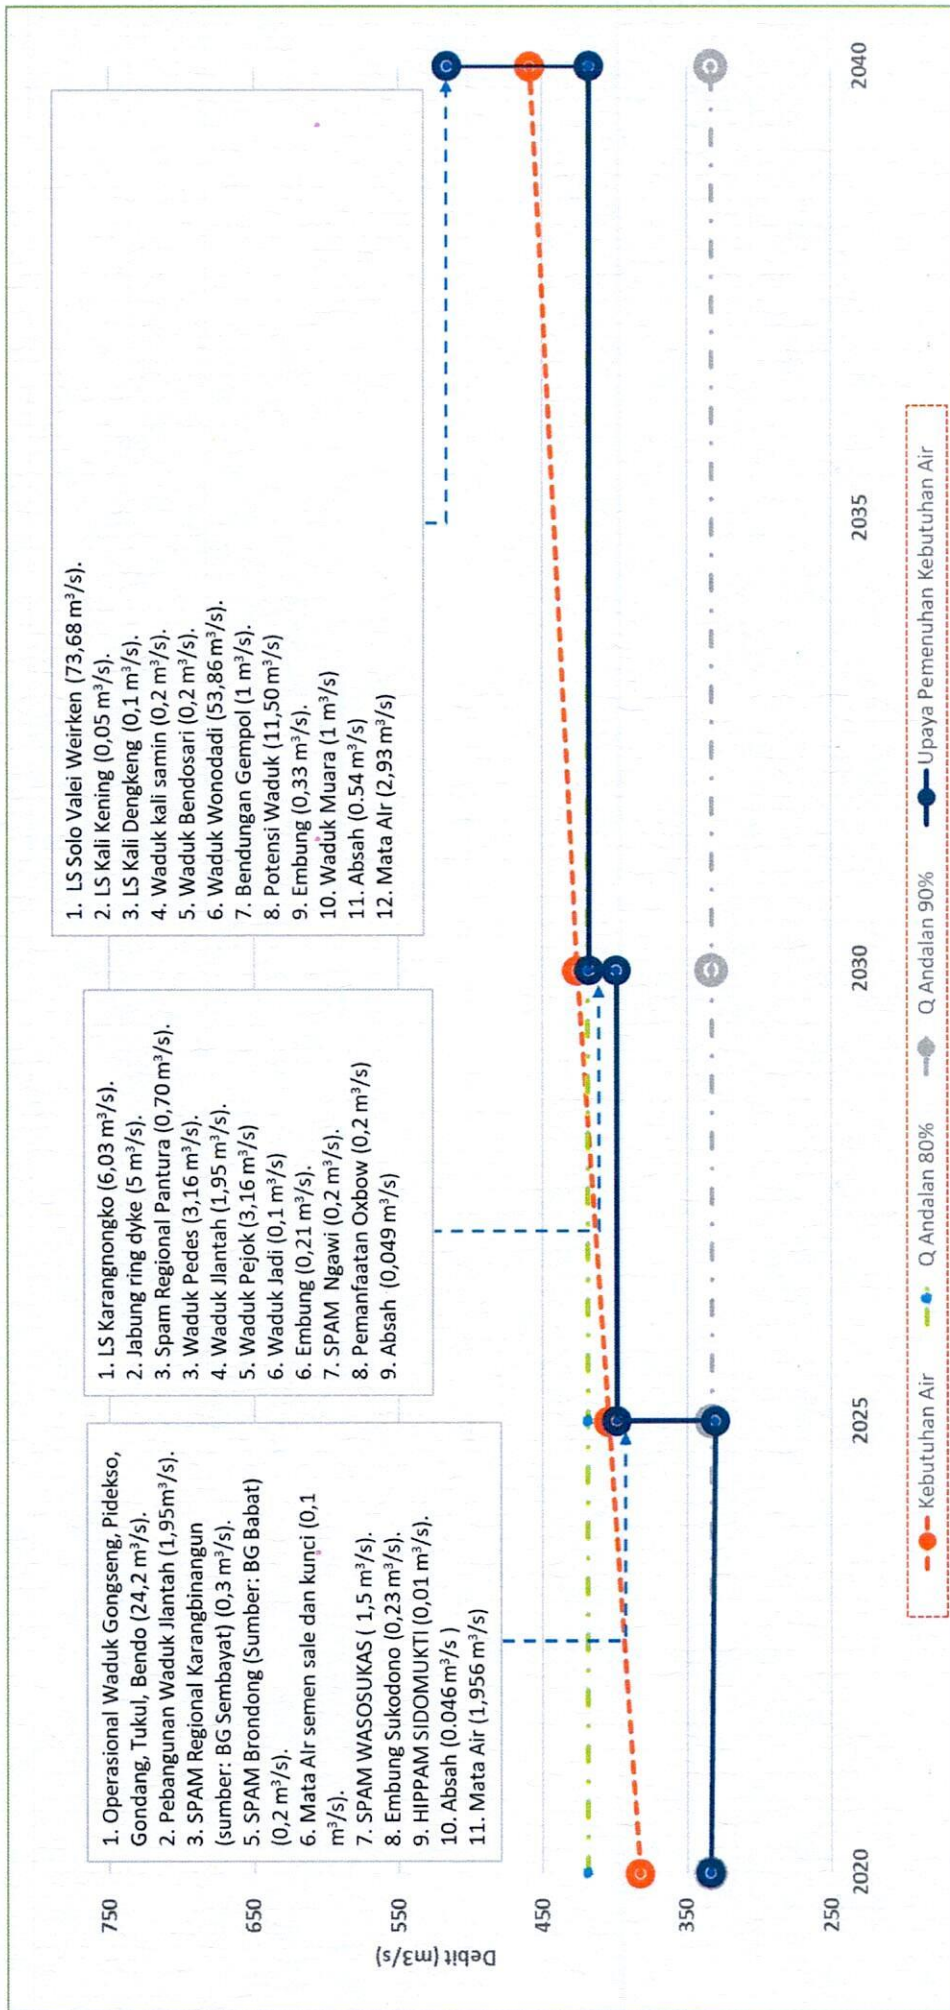 750
650
550
450
350
250
Debit (m3/s)
1. Operasional Waduk Gongseng, Pidekso,
Gondang, Tukul, Bendo (24,2 m³/s).
2. Pebangunan Waduk Jlantah (1,95m³/s).
3. SPAM Regional Karangbinangun
(sumber: BG Sembayat) (0,3 m³/s).
5. SPAM Brondong (Sumber: BG Babat)
(0,2 m³/s).
6. Mata AIr semen sale dan kunci (0,1
m³/s).
7. SPAM WASOSUKAS ( 1,5 m³/s).
8. Embung Sukodono (0,23 m³/s).
9. HIPPAM SIDOMUKTI (0,01 m³/s).
10. Absah (0.046 m³/s )
11. Mata Air (1,956 m³/s)
1. LS Karangnongko (6,03 m³/s).
2. Jabung ring dyke (5 m³/s).
3. Spam Regional Pantura (0,70 m³/s).
3. Waduk Pedes (3,16 m³/s).
4. Waduk Jlantah (1,95 m³/s).
5. Waduk Pejok (3,16 m³/s)
6. Waduk Jadi (0,1 m³/s)
6. Embung (0,21 m³/s).
7. SPAM Ngawi (0,2 m³/s).
8. Pemanfaatan Oxbow (0,2 m³/s)
9. Absah (0,049 m³/s)
1. LS Solo Valei Weirken (73,68 m³/s).
2. LS Kali Kening (0,05 m³/s).
3. LS Kali Dengkeng (0,1 m³/s).
4. Waduk kali samin (0,2 m³/s).
5. Waduk Bendosari (0,2 m³/s).
6. Waduk Wonodadi (53,86 m³/s).
7. Bendungan Gempol (1 m³/s).
8. Potensi Waduk (11,50 m³/s)
9. Embung (0,33 m³/s).
10. Waduk Muara (1 m³/s)
11. Absah (0.54 m³/s)
12. Mata AIr (2,93 m³/s)
2020
2025
2030
2035
2040
Kebutuhan Air
Q Andalan 80%
Q Andalan 90%
Upaya Pemenuhan Kebutuhan Air